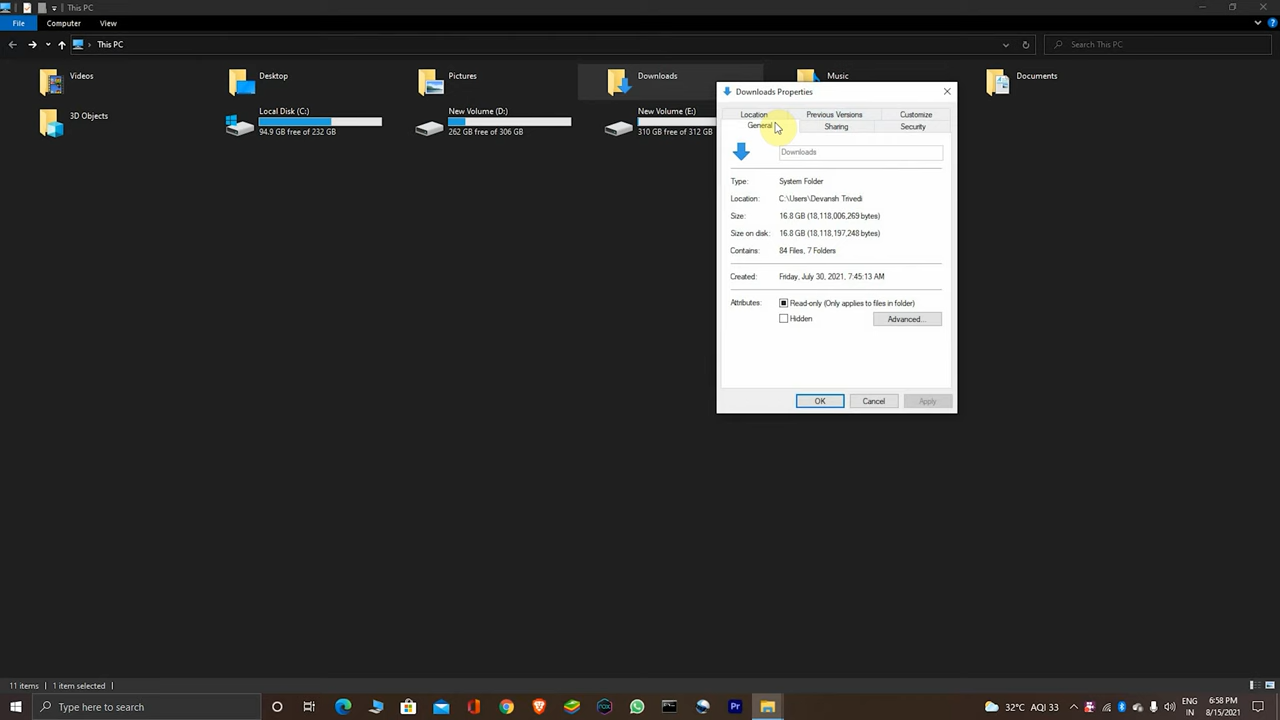 This PC
File
Computer
View
This PC
Search This PC
Videos
Desktop
Pictures
Downloads
Music
Documents
3D Objects
Local Disk (C:)
94.9 GB free of 232 GB
New Volume (D:)
262 GB free of 300 GB
New Volume (E:)
GB free of 312 GB
Downloads Properties
Location
Previous Versions
Customize
General
Sharing
Security
Downloads
Type: System Folder
Location: C:\Users\Devansh Trivedi
Size: 16.8 GB (18,118,006,269 bytes)
Size on disk: 16.8 GB (18,118,197,248 bytes)
Contains: 84 Files, 7 Folders
Created: Friday, July 30, 2021, 7:45:13 AM
Attributes: Read-only (Only applies to files in folder)
Hidden
Advanced...
OK
Cancel
Apply
11 items
1 item selected
Type here to search
Pr
32°C AQI 33
ENG
IN
6:58 PM
8/15/2021